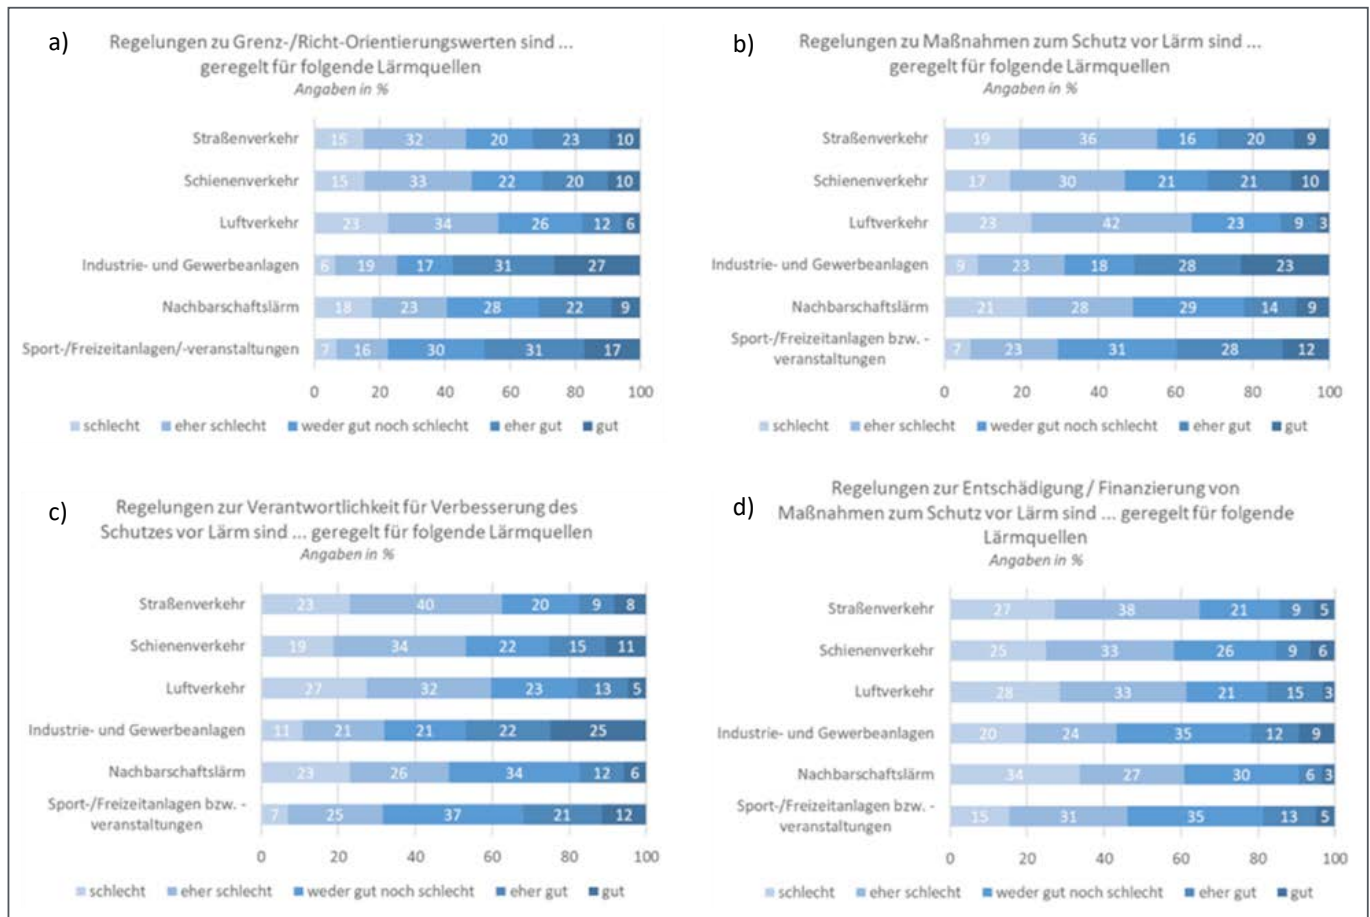 a)
Regelungen zu Grenz-/Richt-Orientierungswerten sind ...
geregelt für folgende Lärmquellen
Angaben in %
Straßenverkehr 15 32 20 23 10
Schienenverkehr 15 33 22 20 10
Luftverkehr 23 34 26 12 6
Industrie- und Gewerbeanlagen 6 19 17 31 27
Nachbarschaftslärm 18 23 28 22 9
Sport-/Freizeitanlagen/-veranstaltungen 7 16 30 31 17
0 20 40 60 80 100
schlecht eher schlecht weder gut noch schlecht eher gut gut
b)
Regelungen zu Maßnahmen zum Schutz vor Lärm sind ...
geregelt für folgende Lärmquellen
Angaben in %
Straßenverkehr 19 36 16 20 9
Schienenverkehr 17 30 21 21 10
Luftverkehr 23 42 23 9 3
Industrie- und Gewerbeanlagen 9 23 18 28 23
Nachbarschaftslärm 21 28 29 14 9
Sport-/Freizeitanlagen bzw. -
veranstaltungen 7 23 31 28 12
0 20 40 60 80 100
schlecht eher schlecht weder gut noch schlecht eher gut gut
c)
Regelungen zur Verantwortlichkeit für Verbesserung des
Schutzes vor Lärm sind ... geregelt für folgende Lärmquellen
Angaben in %
Straßenverkehr 23 40 20 9 8
Schienenverkehr 19 34 22 15 11
Luftverkehr 27 32 23 13 5
Industrie- und Gewerbeanlagen 11 21 21 22 25
Nachbarschaftslärm 23 26 34 12 6
Sport-/Freizeitanlagen bzw. -
veranstaltungen 7 25 37 21 12
0 20 40 60 80 100
schlecht eher schlecht weder gut noch schlecht eher gut gut
d)
Regelungen zur Entschädigung / Finanzierung von
Maßnahmen zum Schutz vor Lärm sind ... geregelt für folgende
Lärmquellen
Angaben in %
Straßenverkehr 27 38 21 9 5
Schienenverkehr 25 33 26 9 6
Luftverkehr 28 33 21 15 3
Industrie- und Gewerbeanlagen 20 24 35 12 9
Nachbarschaftslärm 34 27 30 6 3
Sport-/Freizeitanlagen bzw. -
veranstaltungen 15 31 35 13 5
0 20 40 60 80 100
schlecht eher schlecht weder gut noch schlecht eher gut gut